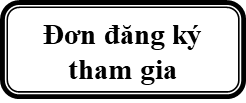 Đơn đăng ký
tham gia